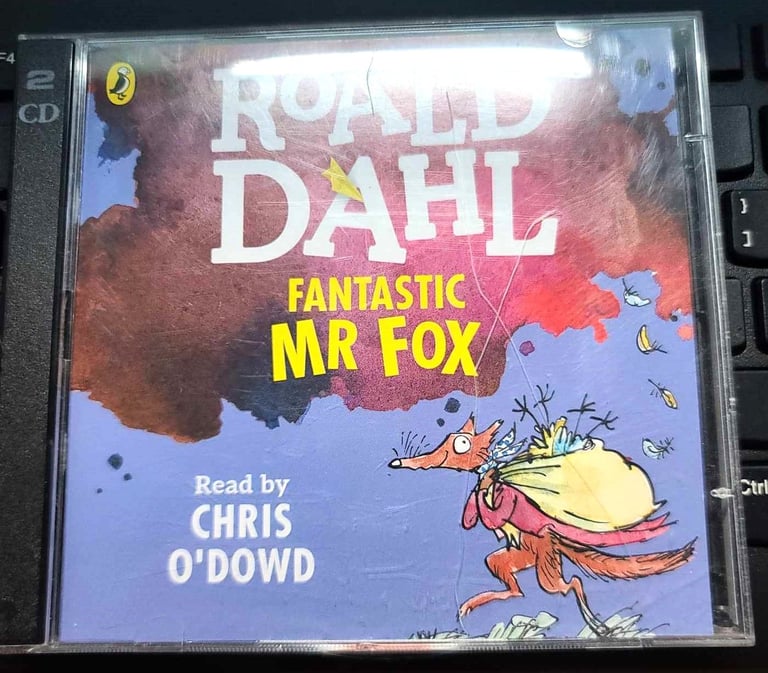 F4
2
CD
ROALD
DAHL
FANTASTIC
MR FOX
Read by
CHRIS
O'DOWD
}
]
Ctrl